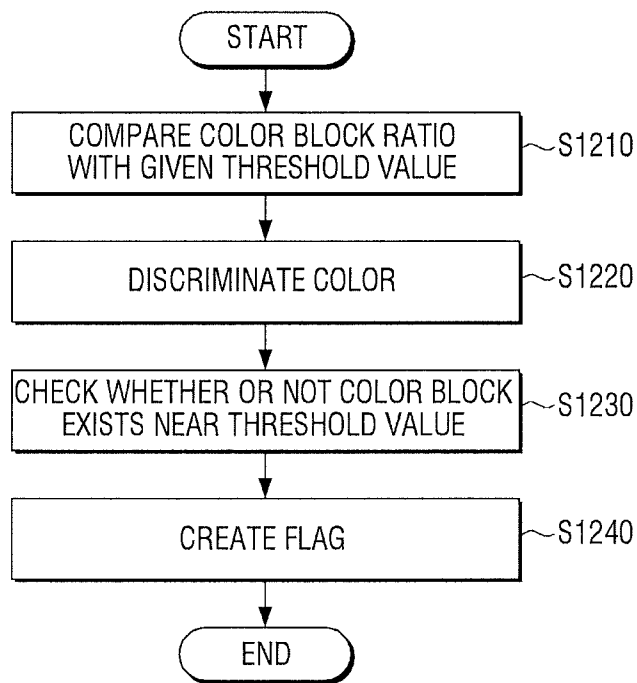 START
COMPARE COLOR BLOCK RATIO
WITH GIVEN THRESHOLD VALUE
S1210
DISCRIMINATE COLOR
S1220
CHECK WHETHER OR NOT COLOR BLOCK
EXISTS NEAR THRESHOLD VALUE
S1230
CREATE FLAG
S1240
END